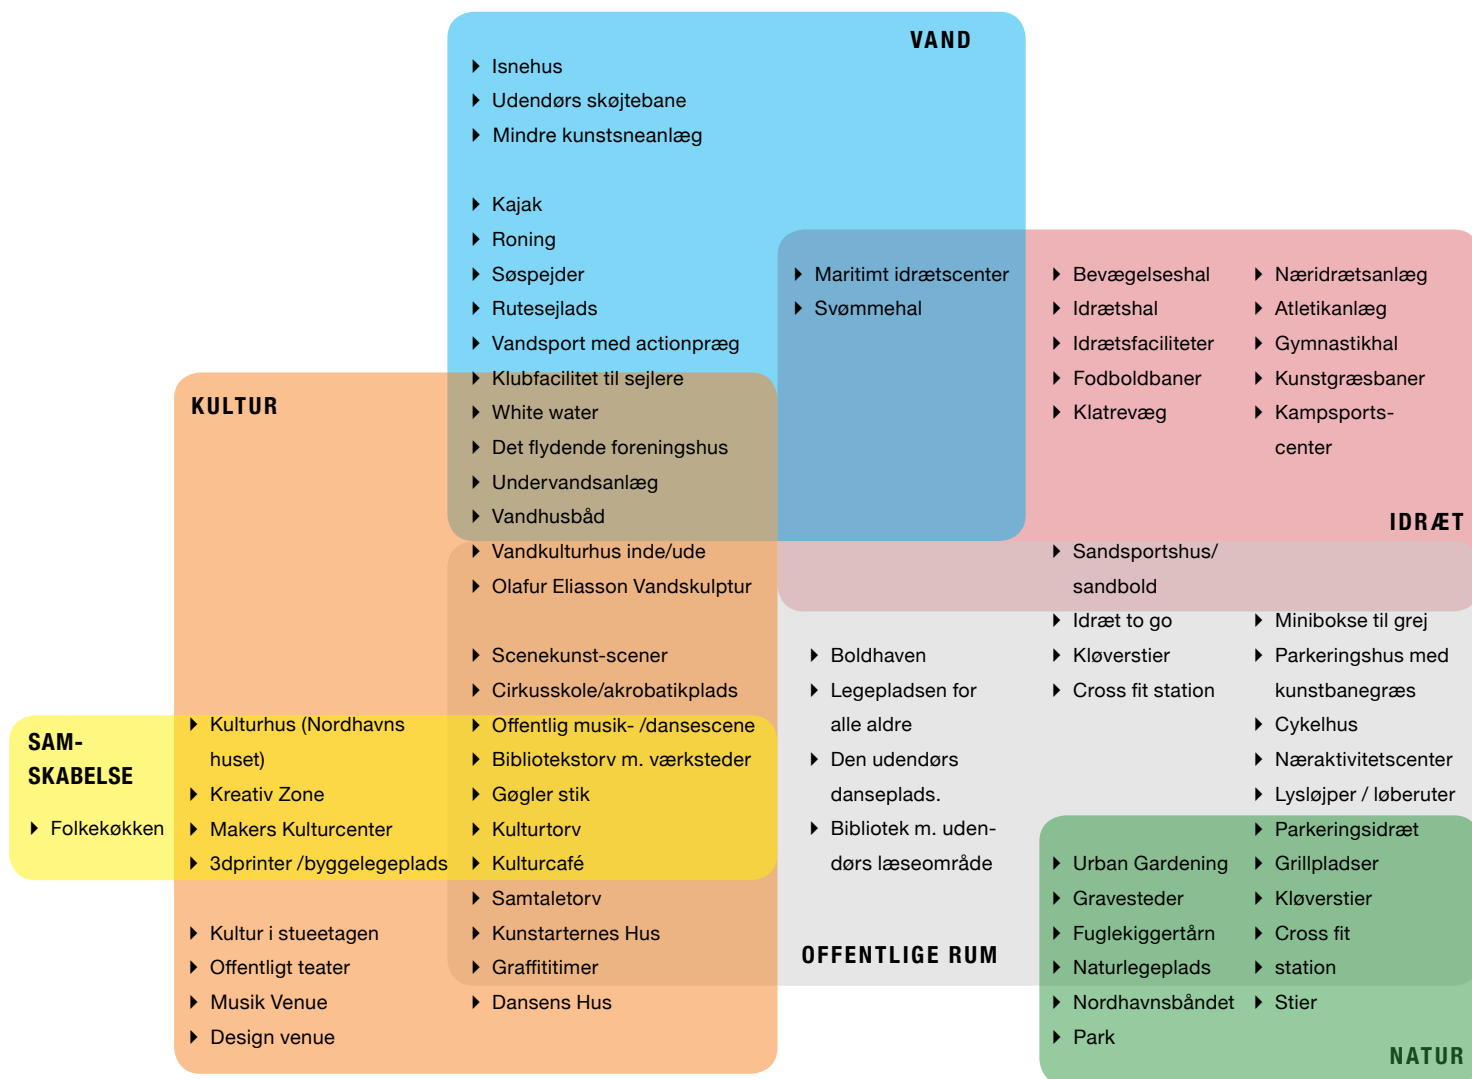 VAND
▸ Isnehus
▸ Udendørs skøjtebane
▸ Mindre kunstsneanlæg
▸ Kajak
▸ Roning
▸ Søspejder
▸ Rutesejlads
▸ Vandsport med actionpræg
▸ Klubfacilitet til sejlere
▸ White water
▸ Det flydende foreningshus
▸ Undervandsanlæg
▸ Vandhusbåd
▸ Vandkulturhus inde/ude
▸ Olafur Eliasson Vandskulptur
▸ Maritimt idrætscenter
▸ Svømmehal
▸ Bevægelseshal
▸ Idrætshal
▸ Idrætsfaciliteter
▸ Fodboldbaner
▸ Klatrevæg
▸ Næridrætsanlæg
▸ Atletikanlæg
▸ Gymnastikhal
▸ Kunstgræsbaner
▸ Kampsports-
center
IDRÆT
KULTUR
▸ Scenekunst-scener
▸ Cirkusskole/akrobatikplads
▸ Offentlig musik- /dansescene
▸ Bibliotekstorv m. værksteder
▸ Gøgler stik
▸ Kulturtorv
▸ Kulturcafé
▸ Samtaletorv
▸ Kunstarternes Hus
▸ Graffititimer
▸ Dansens Hus
SAM-
SKABELSE
▸ Folkekøkken
▸ Kulturhus (Nordhavns
huset)
▸ Kreativ Zone
▸ Makers Kulturcenter
▸ 3dprinter /byggelegeplads
▸ Kultur i stueetagen
▸ Offentligt teater
▸ Musik Venue
▸ Design venue
▸ Boldhaven
▸ Legepladsen for
alle aldre
▸ Den udendørs
danseplads.
▸ Bibliotek m. uden-
dørs læseområde
OFFENTLIGE RUM
▸ Sandsportshus/
sandbold
▸ Idræt to go
▸ Kløverstier
▸ Cross fit station
▸ Minibokse til grej
▸ Parkeringshus med
kunstbanegræs
▸ Cykelhus
▸ Næraktivitetscenter
▸ Lysløjper / løberuter
▸ Parkeringsidræt
▸ Grillpladser
▸ Kløverstier
▸ Cross fit
▸ station
▸ Stier
▸ Urban Gardening
▸ Gravesteder
▸ Fuglekiggertårn
▸ Naturlegeplads
▸ Nordhavnsbåndet
▸ Park
NATUR